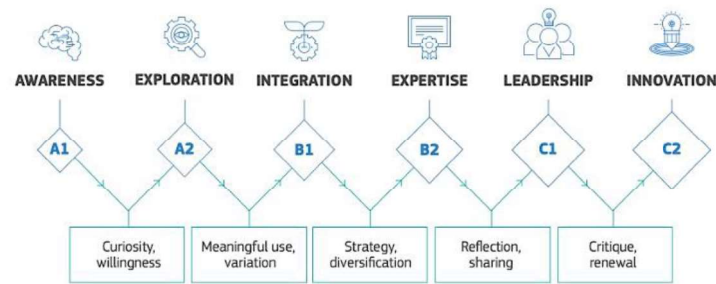 AWARENESS
EXPLORATION
INTEGRATION
EXPERTISE
LEADERSHIP
INNOVATION
A1
A2
B1
B2
C1
C2
Curiosity,
willingness
Meaningful use,
variation
Strategy,
diversification
Reflection,
sharing
Critique,
renewal